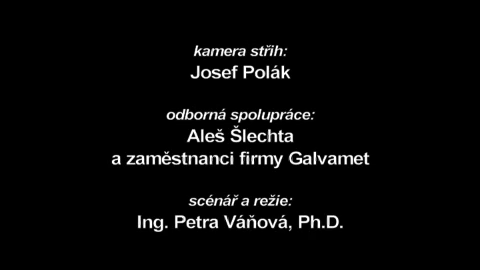 kamera střih:
Josef Polák
odborná spolupráce:
Aleš Šlechta
a zaměstnanci firmy Galvamet
scénář a režie:
Ing. Petra Váňová, Ph.D.